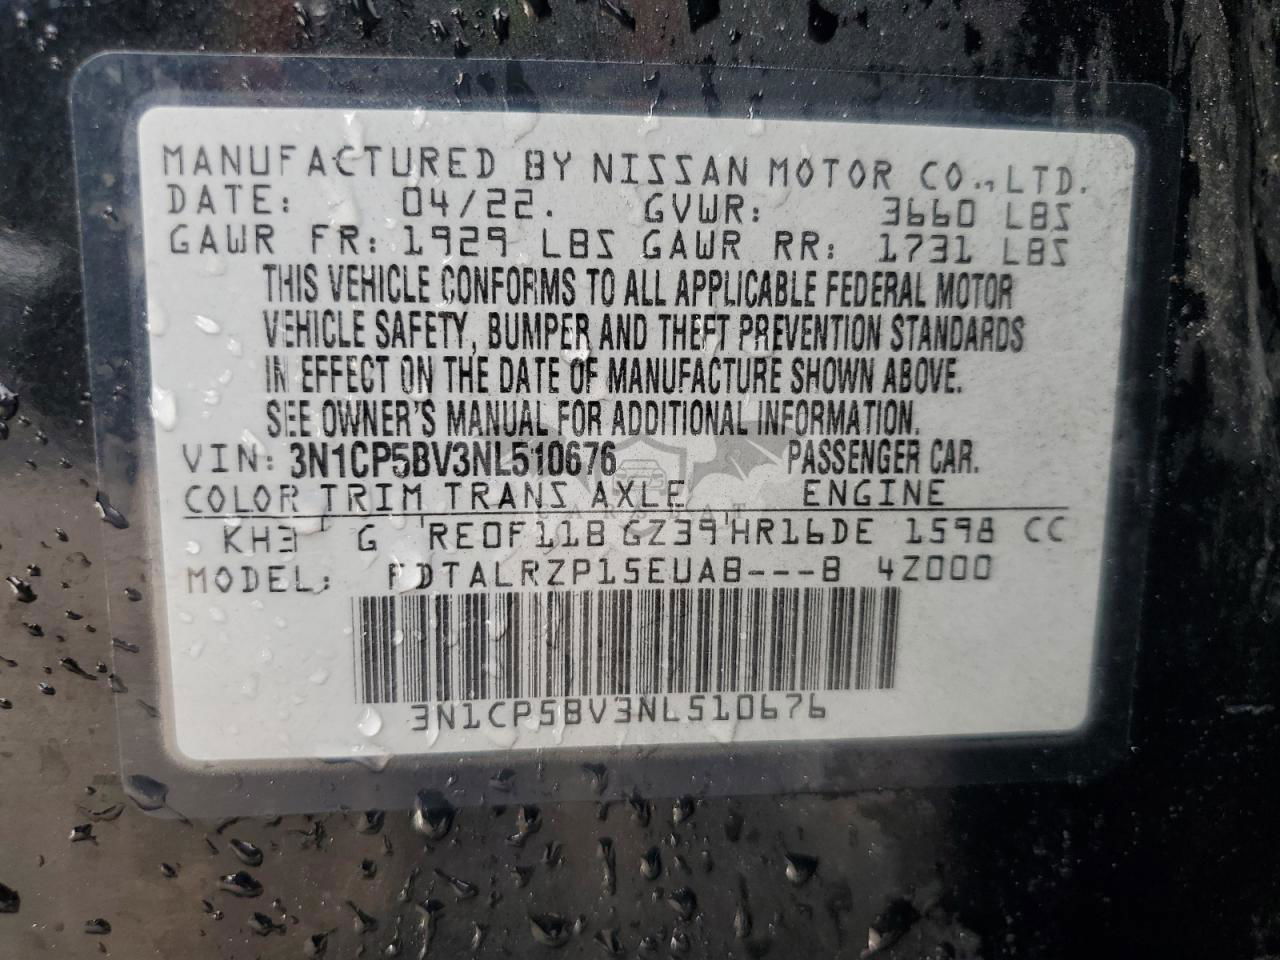 MANUFACTURED BY NISSAN MOTOR CO., LTD.
DATE: 04/22. GVWR: 3660 LBS
GAWR FR: 1929 LBS GAWR RR: 1731 LBS
THIS VEHICLE CONFORMS TO ALL APPLICABLE FEDERAL MOTOR
VEHICLE SAFETY, BUMPER AND THEFT PREVENTION STANDARDS
IN EFFECT ON THE DATE OF MANUFACTURE SHOWN ABOVE.
SEE OWNER'S MANUAL FOR ADDITIONAL INFORMATION.
VIN: 3N1CP5BV3NL510676 PASSENGER CAR.
COLOR TRIM TRANS AXLE ENGINE
KH3 G RE0F11B GZ39 HR16DE 1598 CC
MODEL: FDTALRZP15EUAB---B 4Z000
3N1CP5BV3NL510676